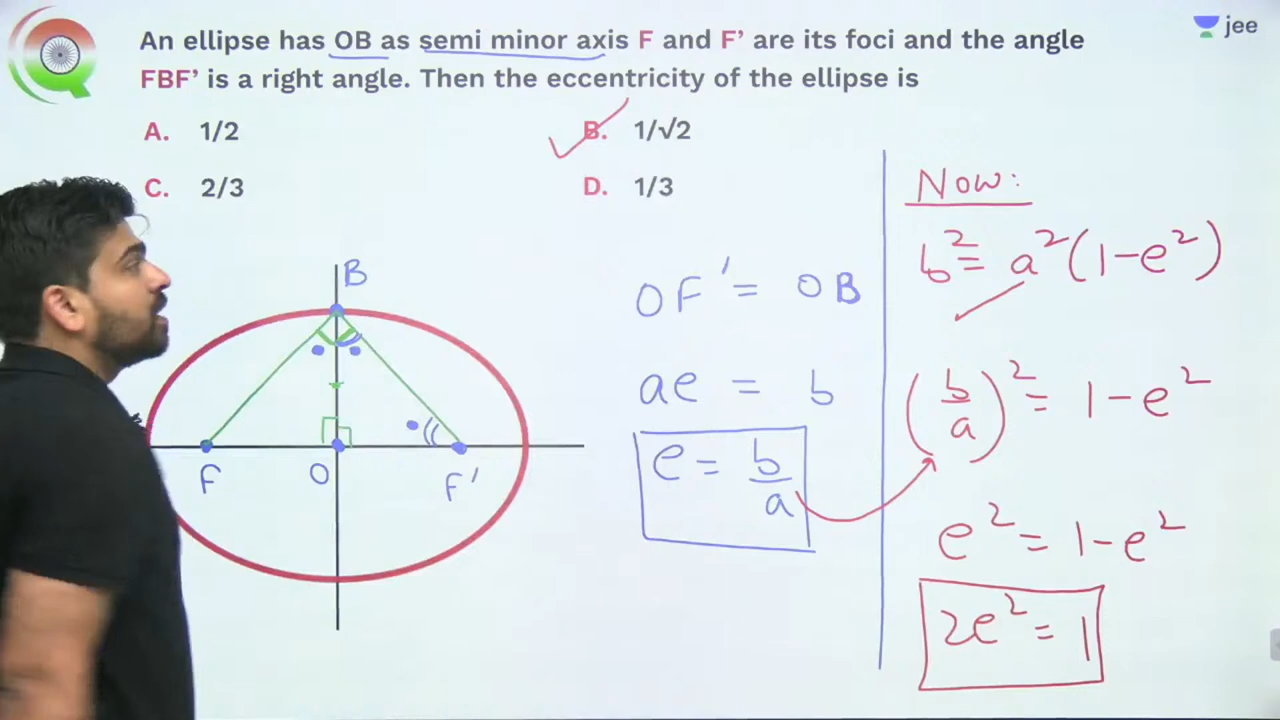 An ellipse has OB as semi minor axis F and F’ are its foci and the angle
FBF’ is a right angle. Then the eccentricity of the ellipse is
A. 1/2
B. 1/√2
C. 2/3
D. 1/3
jee
B
F
O
F'
OF' = OB
ae = b
e = b/a
Now:
b² = a²(1-e²)
(b/a)² = 1-e²
e² = 1-e²
2e² = 1